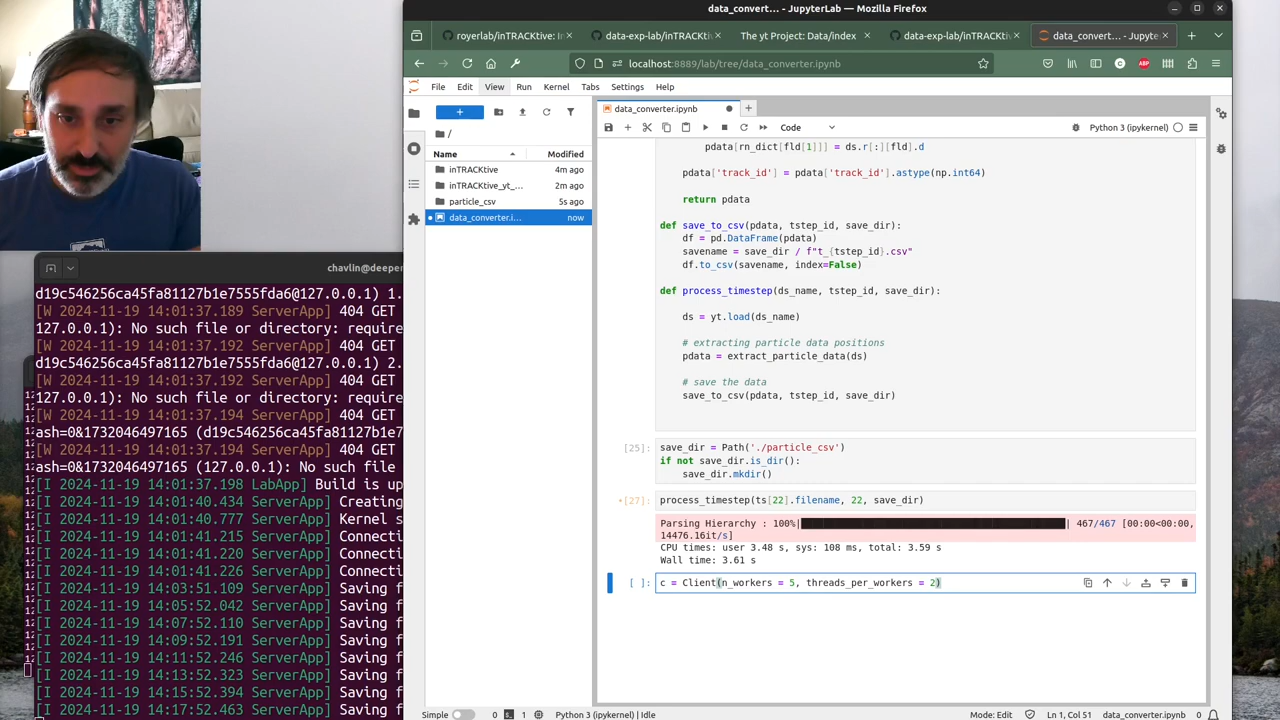 data_convert... - JupyterLab — Mozilla Firefox
royerlab/inTRACKtive: In
data-exp-lab/inTRACKti
The yt Project: Data/index
data-exp-lab/inTRACKti
data_convert... - Jupyter
localhost:8889/lab/tree/data_converter.ipynb
File Edit View Run Kernel Tabs Settings Help
data_converter.ipynb
Code
Python 3 (ipykernel)
/
Name Modified
inTRACKtive 4m ago
inTRACKtive_yt_... 2m ago
particle_csv 5s ago
data_converter.i... now
pdata[rn_dict[fld[1]]] = ds.r[:][fld].d
pdata['track_id'] = pdata['track_id'].astype(np.int64)
return pdata
def save_to_csv(pdata, tstep_id, save_dir):
df = pd.DataFrame(pdata)
savename = save_dir / f"t_{tstep_id}.csv"
df.to_csv(savename, index=False)
def process_timestep(ds_name, tstep_id, save_dir):
ds = yt.load(ds_name)
# extracting particle data positions
pdata = extract_particle_data(ds)
# save the data
save_to_csv(pdata, tstep_id, save_dir)
[25]: save_dir = Path('./particle_csv')
if not save_dir.is_dir():
save_dir.mkdir()
[27]: process_timestep(ts[22].filename, 22, save_dir)
Parsing Hierarchy : 100%| | 467/467 [00:00<00:00,
14476.16it/s]
CPU times: user 3.48 s, sys: 108 ms, total: 3.59 s
Wall time: 3.61 s
[ ]: c = Client(n_workers = 5, threads_per_workers = 2)
Simple 0 1 Python 3 (ipykernel) | Idle
Mode: Edit Ln 1, Col 51 data_converter.ipynb 0
chavlin@deeper
d19c546256ca45fa81127b1e7555fda6@127.0.0.1) 1.
[W 2024-11-19 14:01:37.189 ServerApp] 404 GET
127.0.0.1): No such file or directory: require
[W 2024-11-19 14:01:37.192 ServerApp] 404 GET
d19c546256ca45fa81127b1e7555fda6@127.0.0.1) 2.
[W 2024-11-19 14:01:37.192 ServerApp] 404 GET
127.0.0.1): No such file or directory: require
[W 2024-11-19 14:01:37.194 ServerApp] 404 GET
ash=0&1732046497165 (d19c546256ca45fa81127b1e7
[W 2024-11-19 14:01:37.194 ServerApp] 404 GET
ash=0&1732046497165 (127.0.0.1): No such file
[I 2024-11-19 14:01:37.198 LabApp] Build is up
[I 2024-11-19 14:01:40.434 ServerApp] Creating
[I 2024-11-19 14:01:40.777 ServerApp] Kernel s
[I 2024-11-19 14:01:41.215 ServerApp] Connecti
[I 2024-11-19 14:01:41.220 ServerApp] Connecti
[I 2024-11-19 14:01:41.226 ServerApp] Connecti
[I 2024-11-19 14:03:51.109 ServerApp] Saving f
[I 2024-11-19 14:05:52.042 ServerApp] Saving f
[I 2024-11-19 14:07:52.110 ServerApp] Saving f
[I 2024-11-19 14:09:52.191 ServerApp] Saving f
[I 2024-11-19 14:11:52.246 ServerApp] Saving f
[I 2024-11-19 14:13:52.323 ServerApp] Saving f
[I 2024-11-19 14:15:52.394 ServerApp] Saving f
[I 2024-11-19 14:17:52.463 ServerApp] Saving f